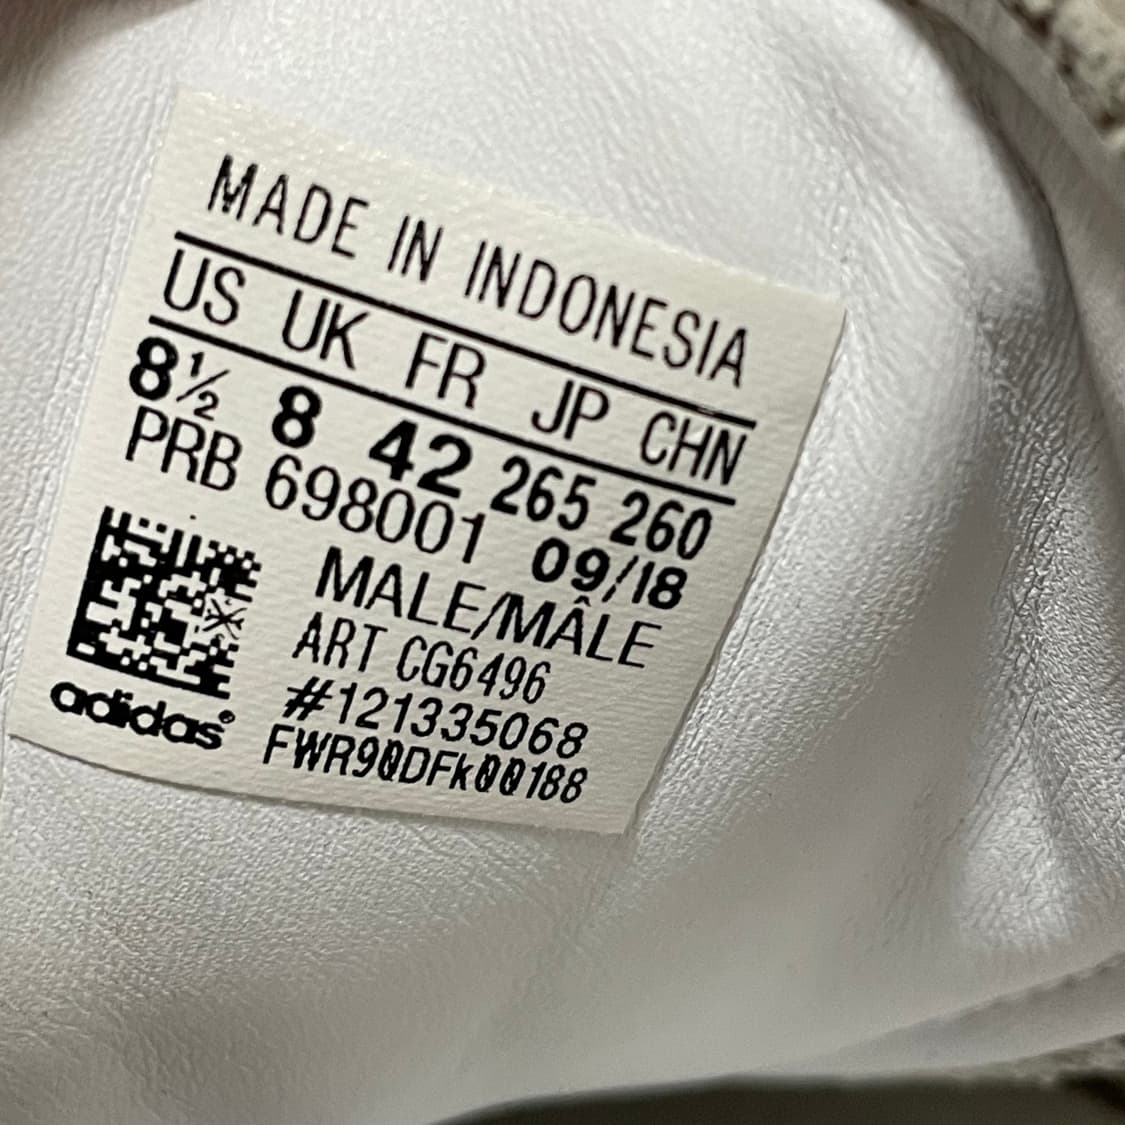 MADE IN INDONESIA
US UK FR JP CHN
8½ 8 42 265 260
PRB 698001 09/18
MALE/MÂLE
ART CG6496
#121335068
FWR90DFk00188
adidas®